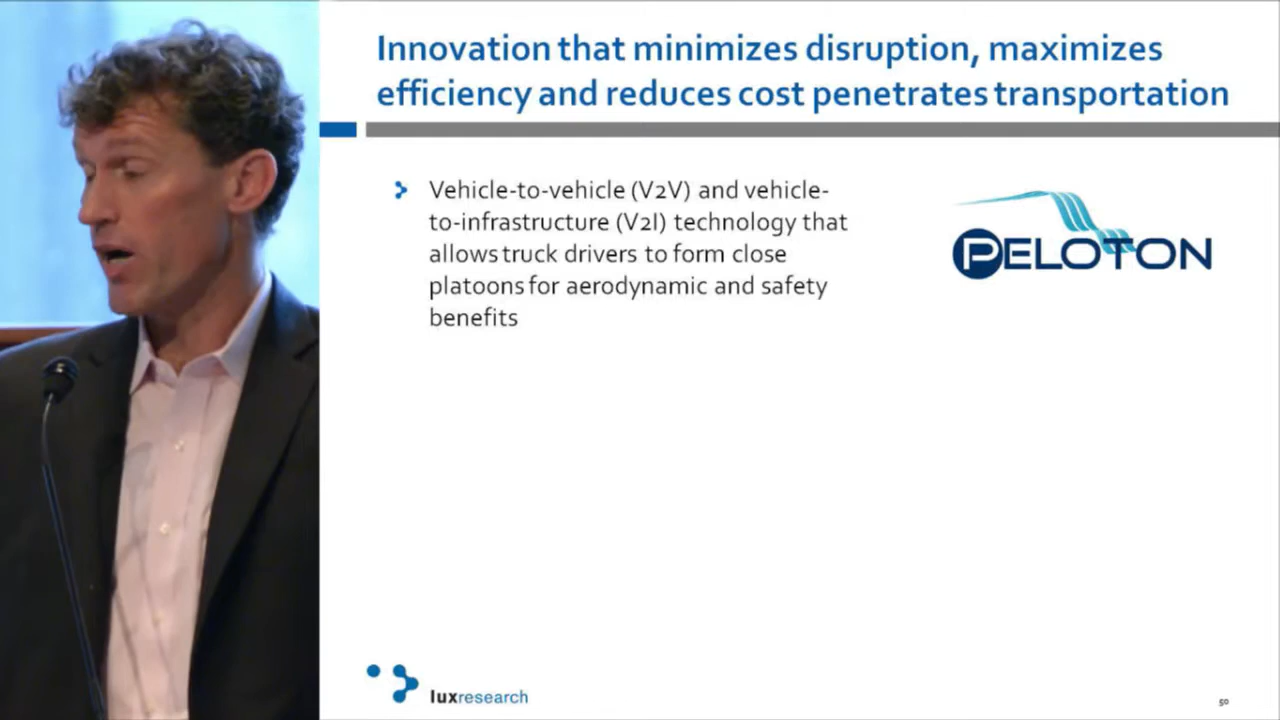 Innovation that minimizes disruption, maximizes
efficiency and reduces cost penetrates transportation
Vehicle-to-vehicle (V2V) and vehicle-
to-infrastructure (V2I) technology that
allows truck drivers to form close
platoons for aerodynamic and safety
benefits
PELOTON
luxresearch
50